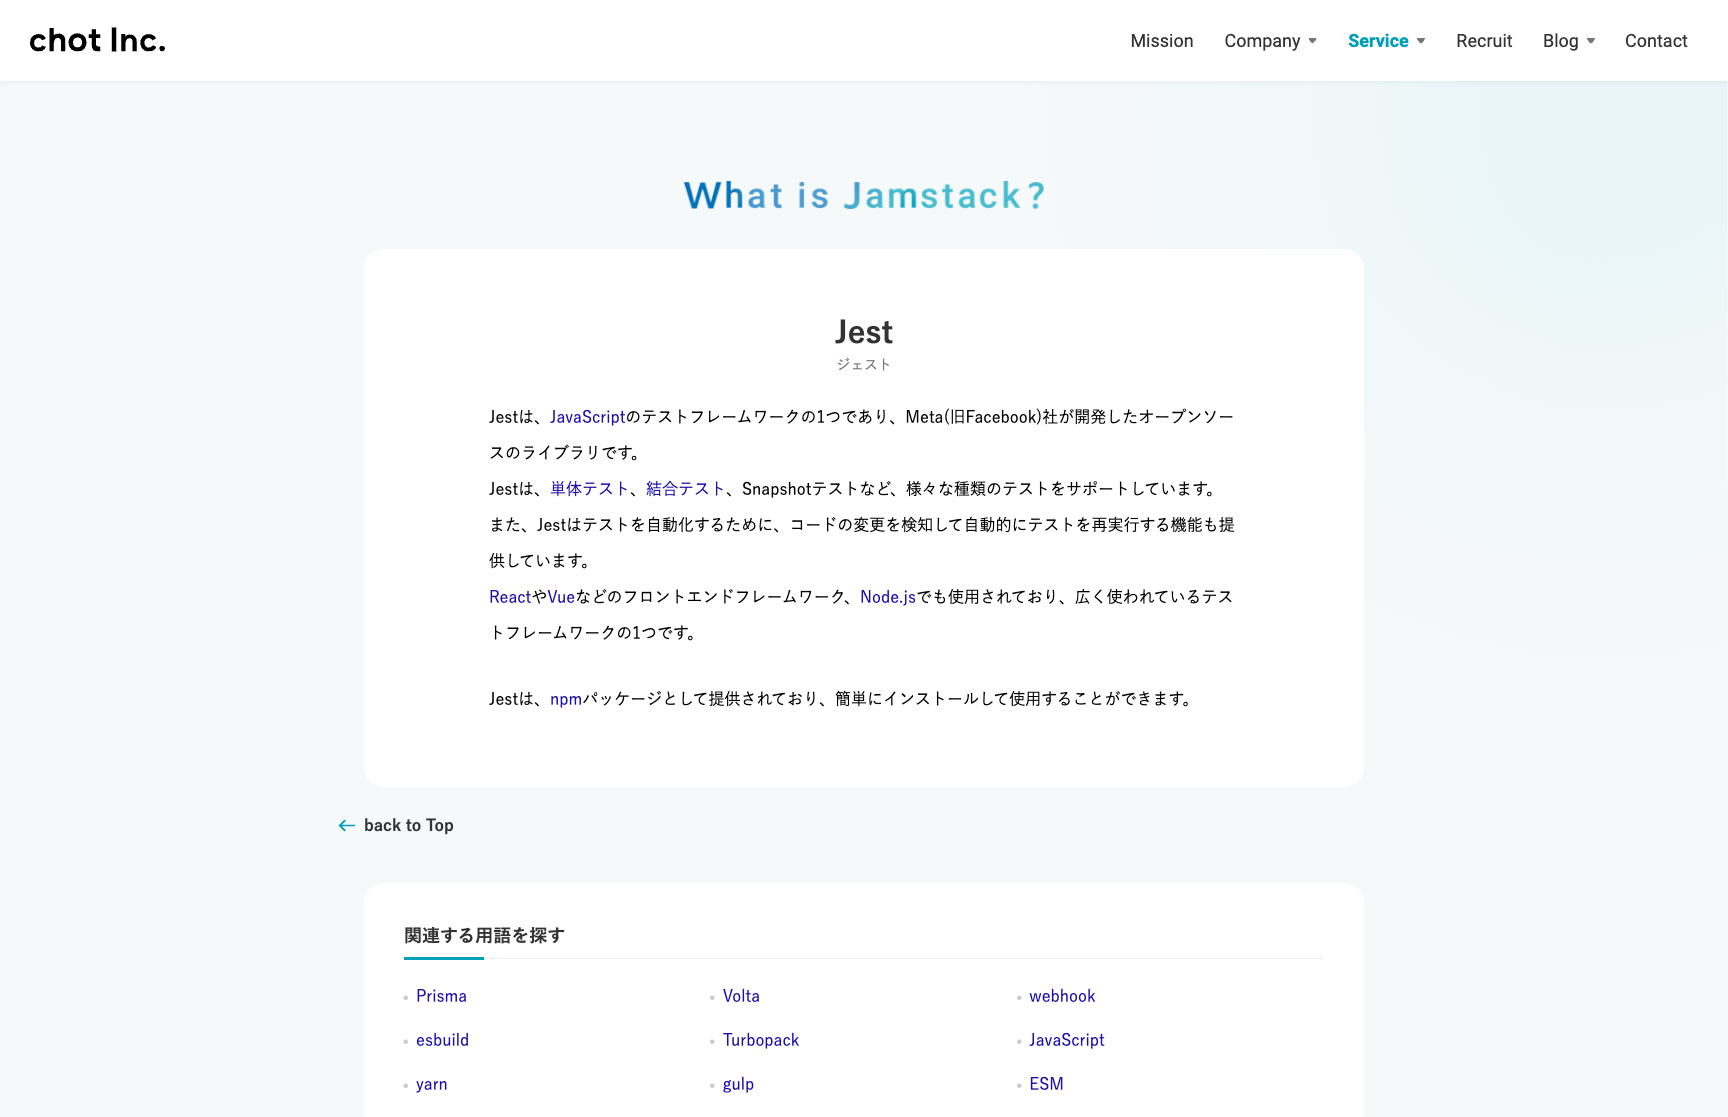 chot Inc.
Mission Company Service Recruit Blog Contact
What is Jamstack?
Jest
ジェスト
Jestは、JavaScriptのテストフレームワークの1つであり、Meta(旧Facebook)社が開発したオープンソー
スのライブラリです。
Jestは、単体テスト、結合テスト、Snapshotテストなど、様々な種類のテストをサポートしています。
また、Jestはテストを自動化するために、コードの変更を検知して自動的にテストを再実行する機能も提
供しています。
ReactやVueなどのフロントエンドフレームワーク、Node.jsでも使用されており、広く使われているテス
トフレームワークの1つです。
Jestは、npmパッケージとして提供されており、簡単にインストールして使用することができます。
back to Top
関連する用語を探す
Prisma Volta webhook
esbuild Turbopack JavaScript
yarn gulp ESM